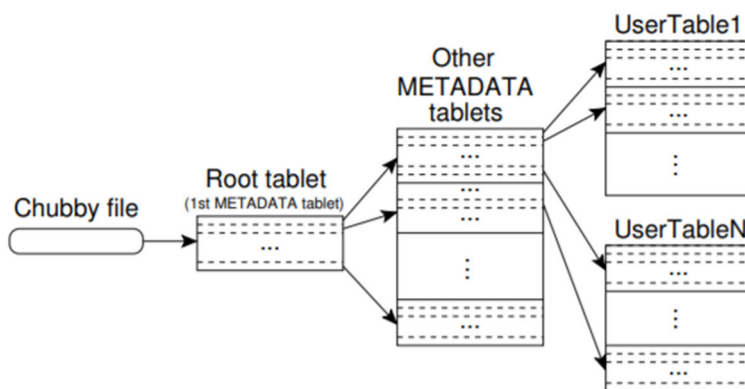 UserTable1
Other
METADATA
tablets
...
...
...
Root tablet
(1st METADATA tablet)
...
...
...
⋮
Chubby file
...
UserTableN
...
⋮
⋮
...
...